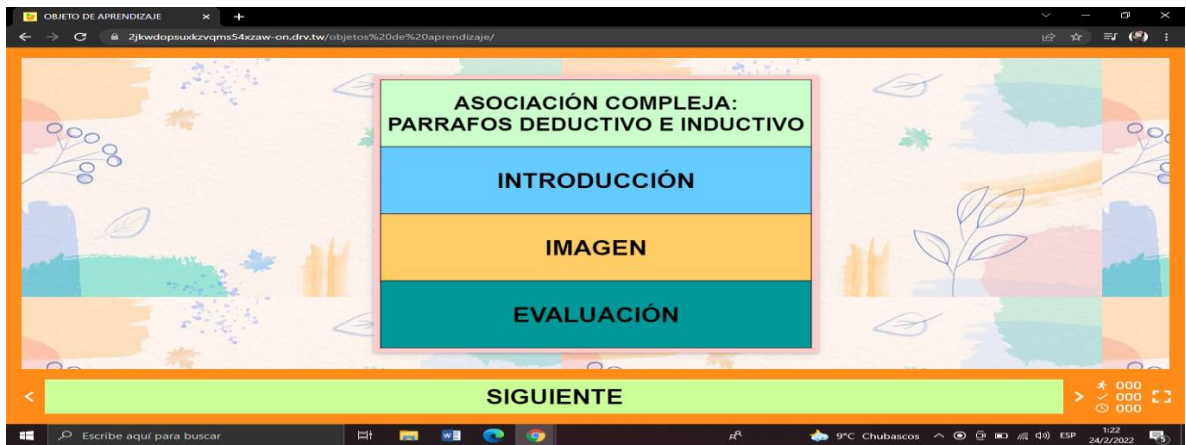 OBJETO DE APRENDIZAJE
2jkwdopsuxkzvqms54xzaw-on.drv.tw/objetos%20de%20aprendizaje/
ASOCIACIÓN COMPLEJA:
PARRAFOS DEDUCTIVO E INDUCTIVO
INTRODUCCIÓN
IMAGEN
EVALUACIÓN
SIGUIENTE
000
000
000
Escribe aquí para buscar
9°C Chubascos
ESP
1:22
24/2/2022